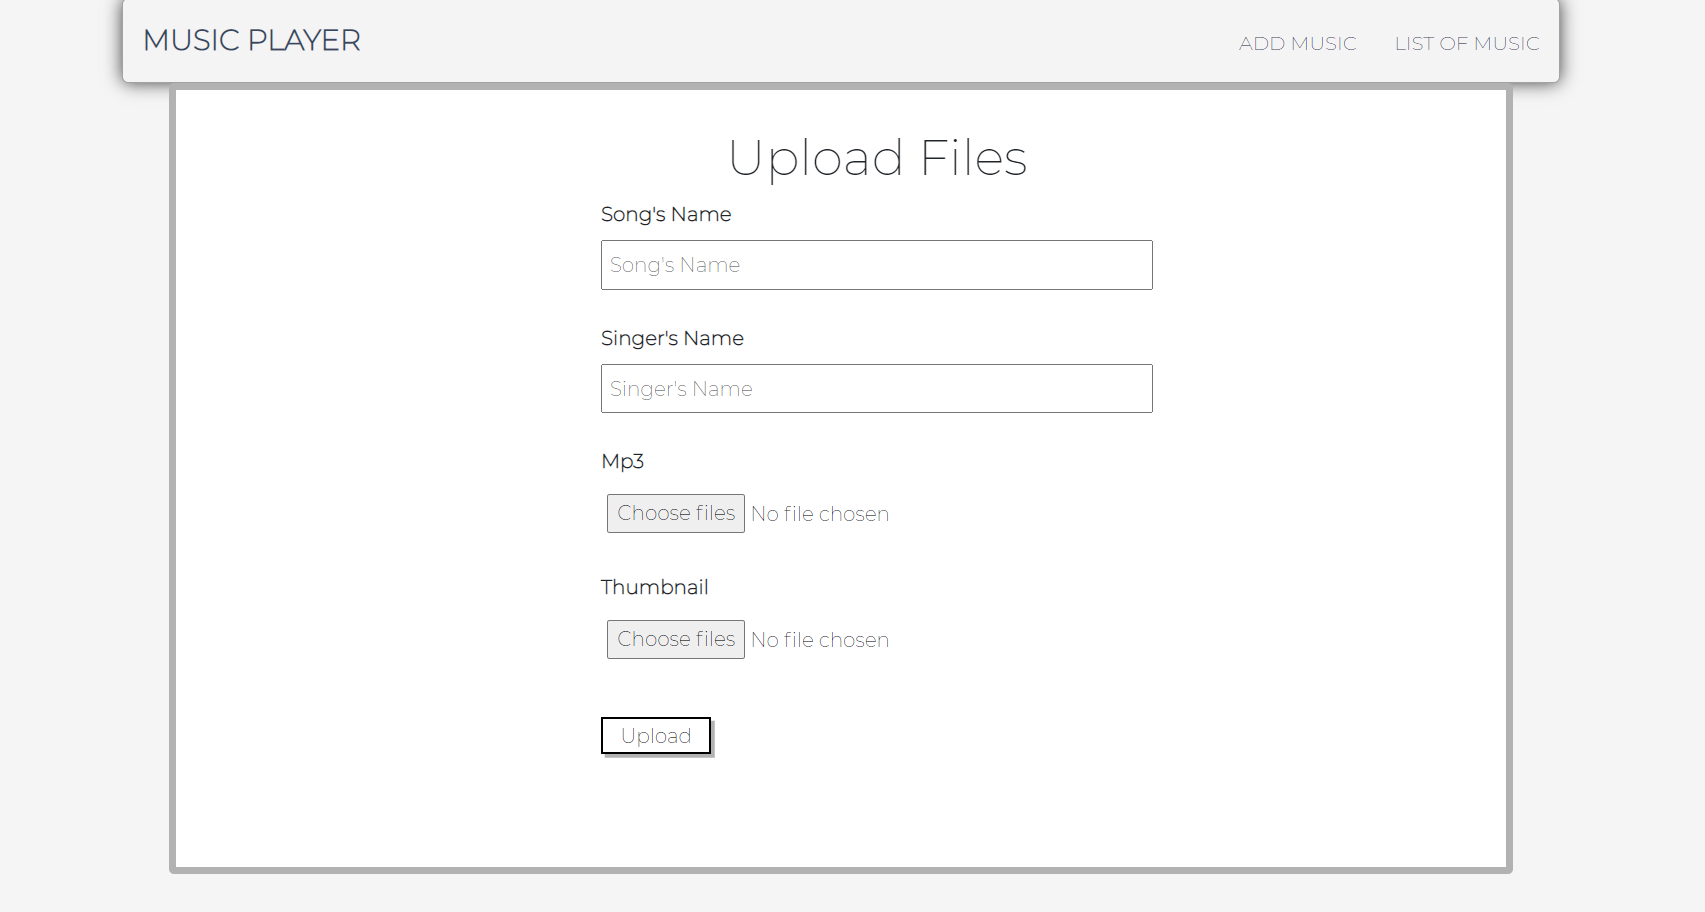 MUSIC PLAYER ADD MUSIC LIST OF MUSIC
Upload Files
Song's Name
Song's Name
Singer's Name
Singer's Name
Mp3
Choose files No file chosen
Thumbnail
Choose files No file chosen
Upload